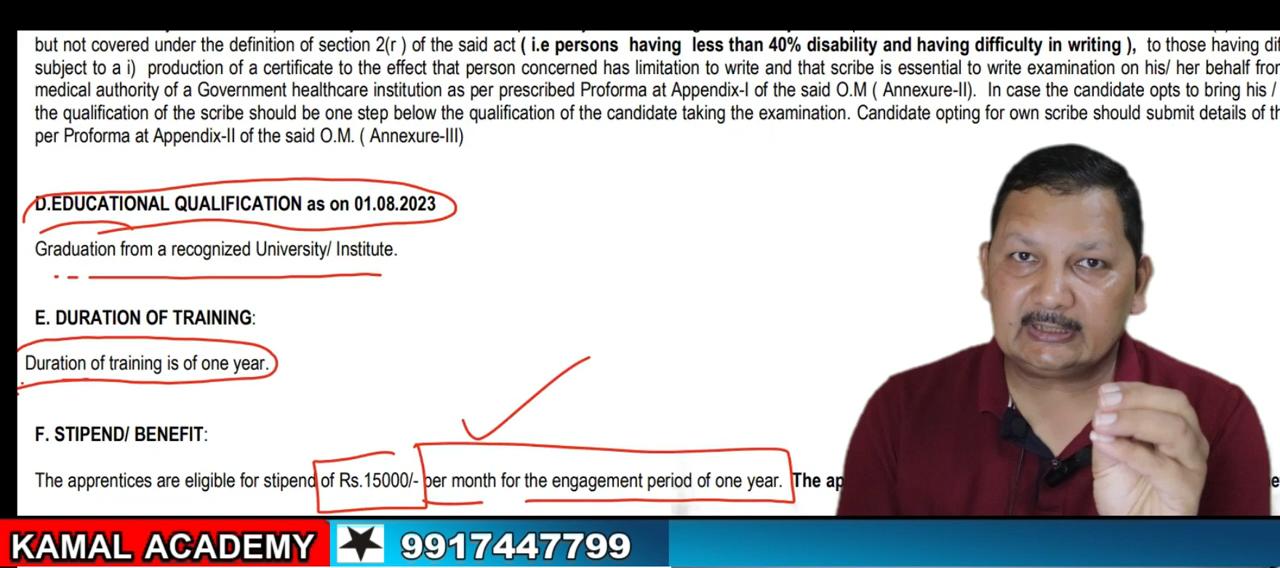 but not covered under the definition of section 2(r ) of the said act ( i.e persons having less than 40% disability and having difficulty in writing ), to those having
subject to a i) production of a certificate to the effect that person concerned has limitation to write and that scribe is essential to write examination on his/ her behalf
medical authority of a Government healthcare institution as per prescribed Proforma at Appendix-I of the said O.M ( Annexure-II). In case the candidate opts to bring his /
the qualification of the scribe should be one step below the qualification of the candidate taking the examination. Candidate opting for own scribe should submit details of
per Proforma at Appendix-II of the said O.M. ( Annexure-III)
D.EDUCATIONAL QUALIFICATION as on 01.08.2023
Graduation from a recognized University/ Institute.
E. DURATION OF TRAINING:
Duration of training is of one year.
F. STIPEND/ BENEFIT:
The apprentices are eligible for stipend of Rs.15000/- per month for the engagement period of one year. The
KAMAL ACADEMY 9917447799